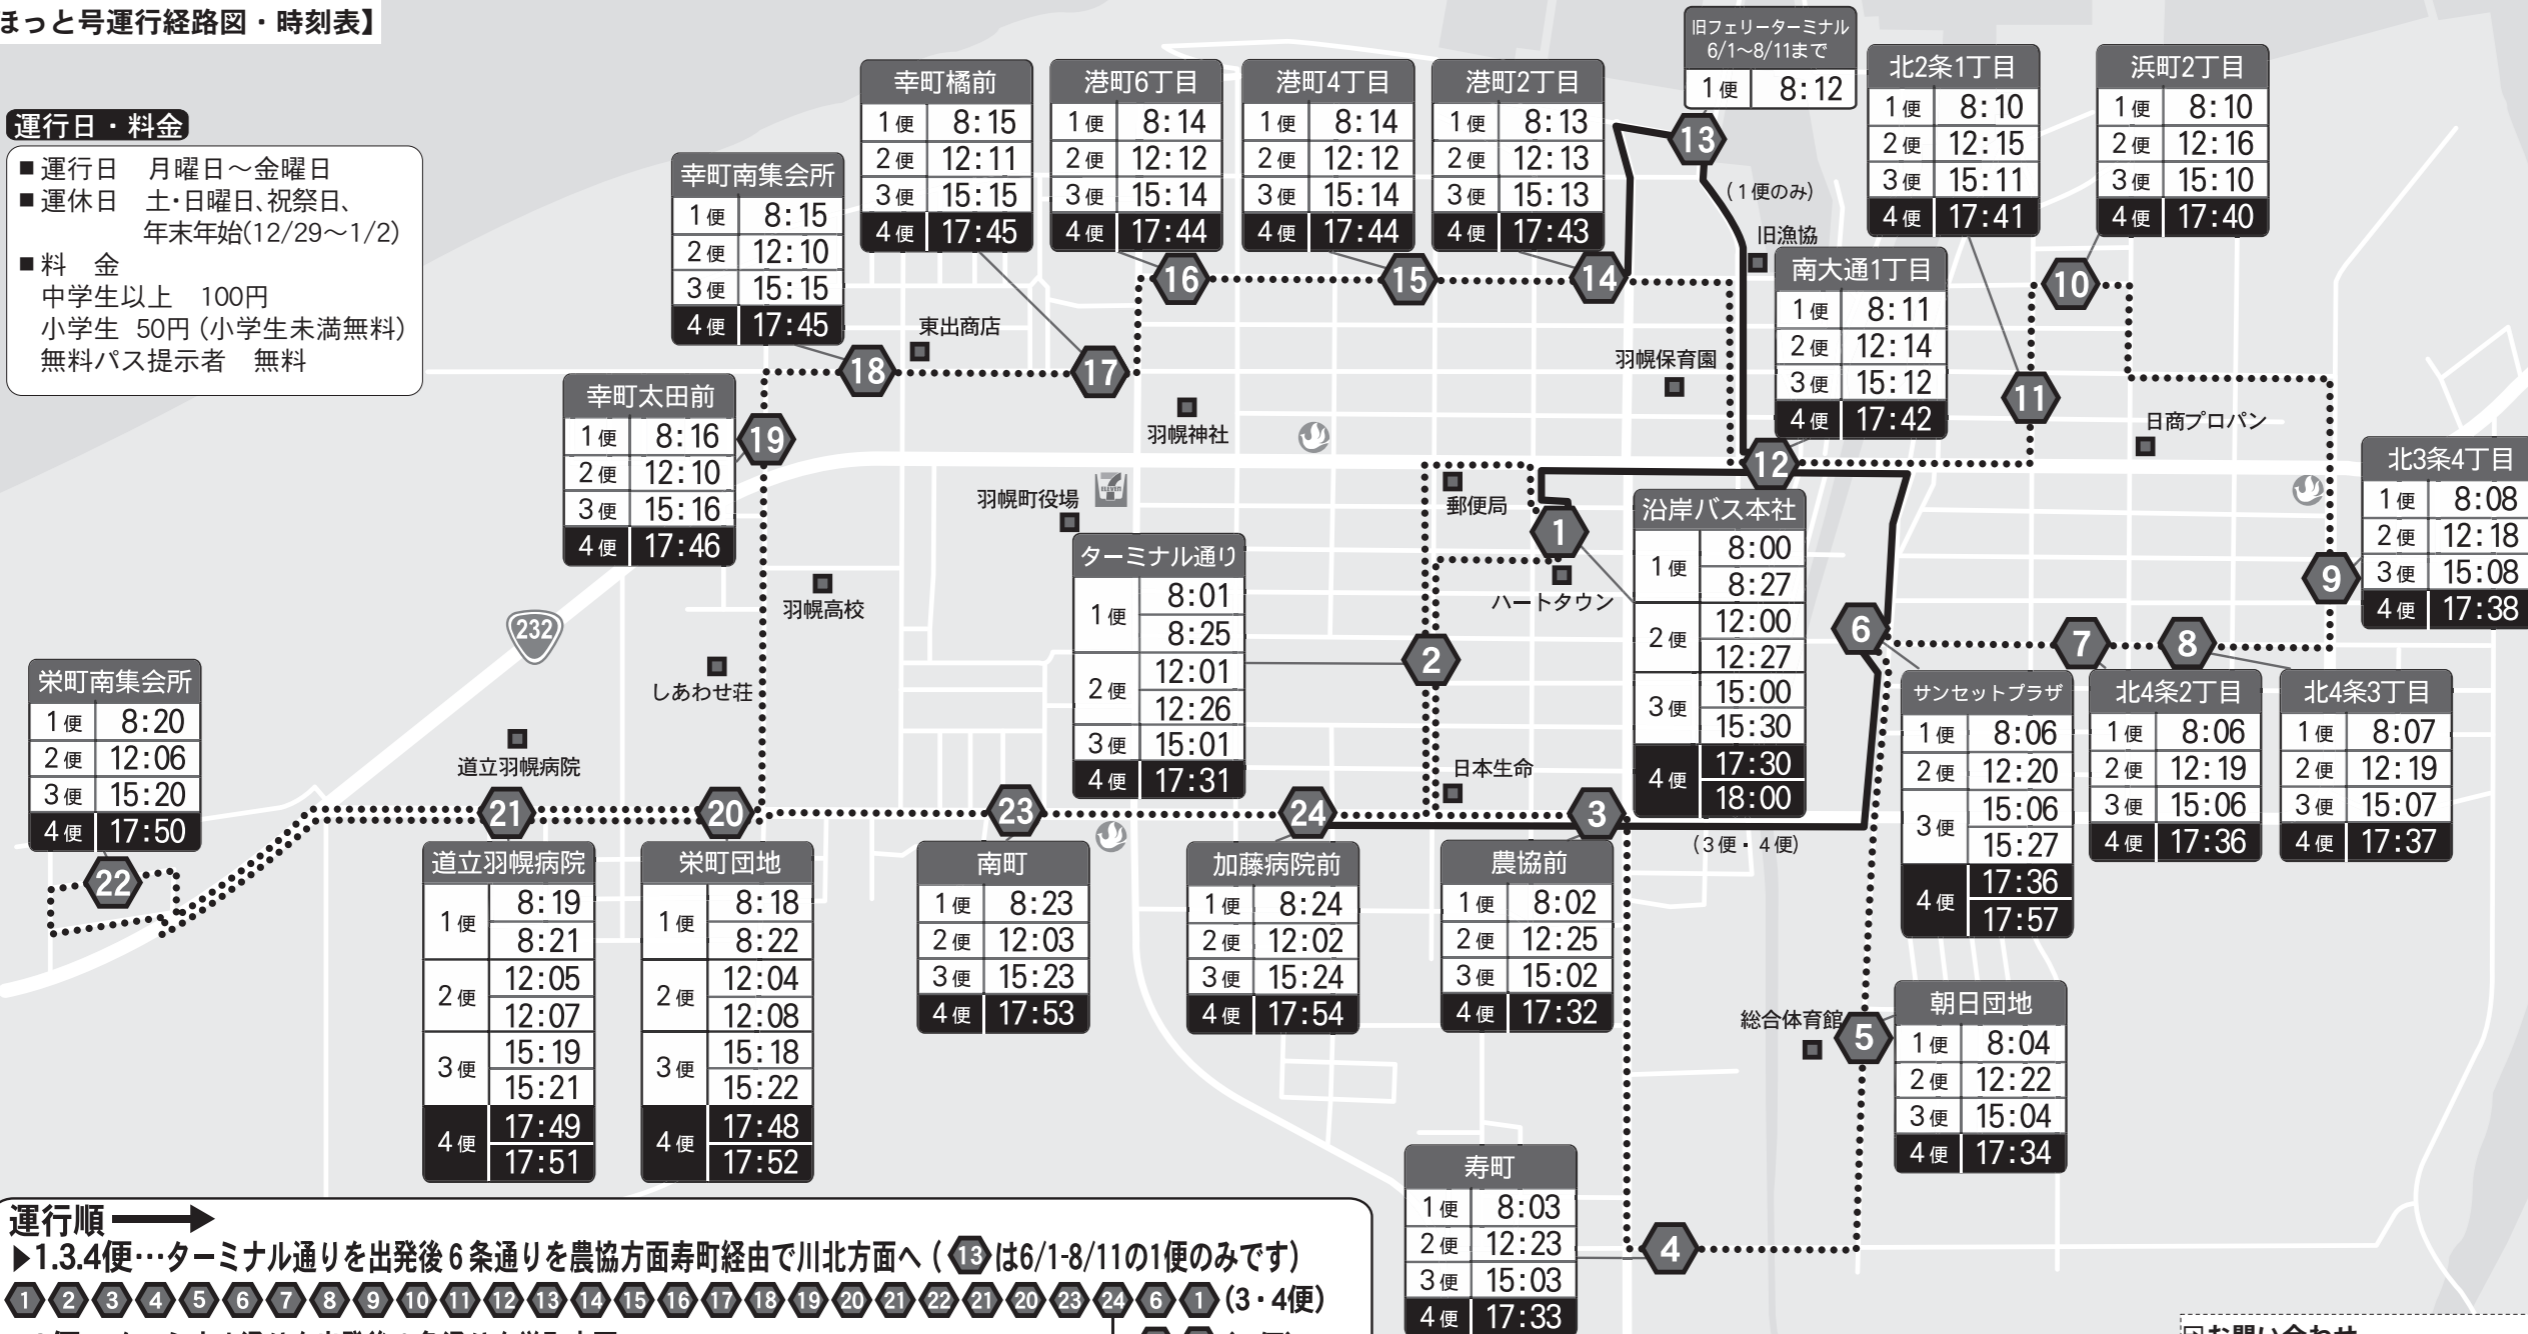 ほっと号運行経路図・時刻表】
運行日・料金
■運行日 月曜日～金曜日
■運休日 土・日曜日、祝祭日、
年末年始(12/29～1/2)
■料 金
中学生以上 100円
小学生 50円(小学生未満無料)
無料パス提示者 無料
旧フェリーターミナル
6/1～8/11まで
1便 8:12
幸町橘前
1便 8:15
2便 12:11
3便 15:15
4便 17:45
港町6丁目
1便 8:14
2便 12:12
3便 15:14
4便 17:44
港町4丁目
1便 8:14
2便 12:12
3便 15:14
4便 17:44
港町2丁目
1便 8:13
2便 12:13
3便 15:13
4便 17:43
北2条1丁目
1便 8:10
2便 12:15
3便 15:11
4便 17:41
浜町2丁目
1便 8:10
2便 12:16
3便 15:10
4便 17:40
幸町南集会所
1便 8:15
2便 12:10
3便 15:15
4便 17:45
13
(1便のみ)
旧漁協
南大通1丁目
1便 8:11
2便 12:14
3便 15:12
4便 17:42
16
15
14
10
東出商店
18
17
羽幌保育園
11
幸町太田前
1便 8:16
2便 12:10
3便 15:16
4便 17:46
19
羽幌神社
日商プロパン
12
北3条4丁目
1便 8:08
2便 12:18
3便 15:08
4便 17:38
9
羽幌町役場
7
ELEVEN
郵便局
1
ハートタウン
沿岸バス本社
1便 8:00
8:27
2便 12:00
12:27
3便 15:00
15:30
4便 17:30
18:00
ターミナル通り
1便 8:01
8:25
2便 12:01
12:26
3便 15:01
4便 17:31
2
羽幌高校
232
しあわせ荘
6
7
8
サンセットプラザ
1便 8:06
2便 12:20
3便 15:06
15:27
4便 17:36
17:57
北4条2丁目
1便 8:06
2便 12:19
3便 15:06
4便 17:36
北4条3丁目
1便 8:07
2便 12:19
3便 15:07
4便 17:37
栄町南集会所
1便 8:20
2便 12:06
3便 15:20
4便 17:50
22
道立羽幌病院
日本生命
21
20
23
24
3
(3便・4便)
道立羽幌病院
1便 8:19
8:21
2便 12:05
12:07
3便 15:19
15:21
4便 17:49
17:51
栄町団地
1便 8:18
8:22
2便 12:04
12:08
3便 15:18
15:22
4便 17:48
17:52
南町
1便 8:23
2便 12:03
3便 15:23
4便 17:53
加藤病院前
1便 8:24
2便 12:02
3便 15:24
4便 17:54
農協前
1便 8:02
2便 12:25
3便 15:02
4便 17:32
総合体育館
5
朝日団地
1便 8:04
2便 12:22
3便 15:04
4便 17:34
寿町
1便 8:03
2便 12:23
3便 15:03
4便 17:33
4
運行順
▶1.3.4便…ターミナル通りを出発後6条通りを農協方面寿町経由で川北方面へ(13は6/1-8/11の1便のみです)
1 2 3 4 5 6 7 8 9 10 11 12 13 14 15 16 17 18 19 20 21 22 21 20 23 24 6 1 (3・4便)
お問い合わせ